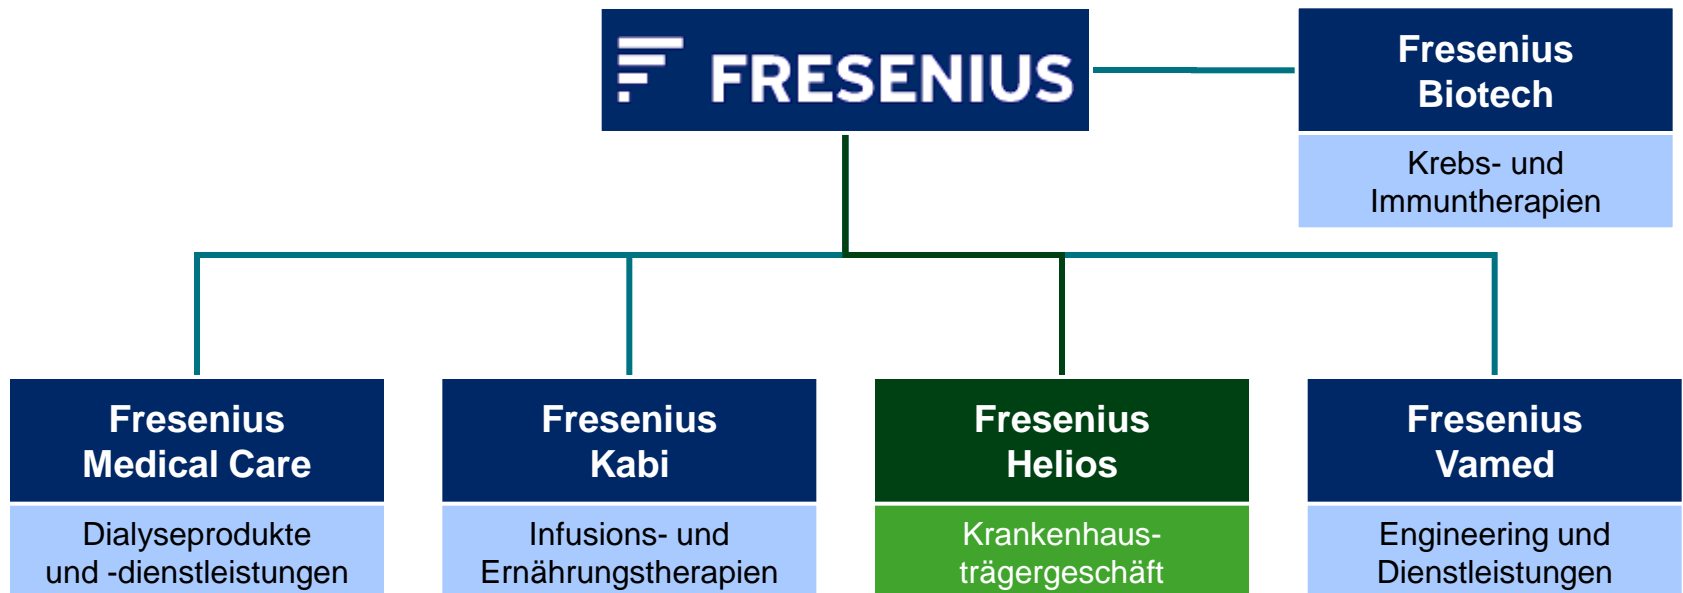 FRESENIUS
Fresenius
Biotech
Krebs- und
Immuntherapien
Fresenius
Medical Care
Dialyseprodukte
und -dienstleistungen
Fresenius
Kabi
Infusions- und
Ernährungstherapien
Fresenius
Helios
Krankenhaus-
trägergeschäft
Fresenius
Vamed
Engineering und
Dienstleistungen